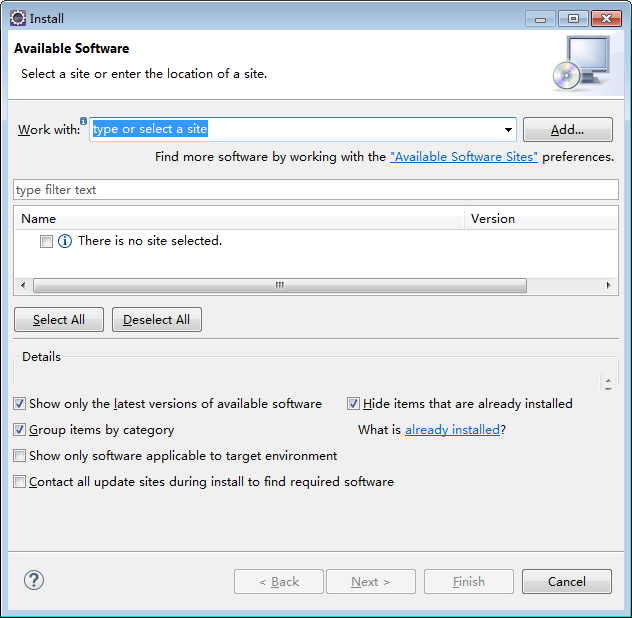 Install
Available Software
Select a site or enter the location of a site.
Work with: type or select a site Add...
Find more software by working with the "Available Software Sites" preferences.
type filter text
Name Version
There is no site selected.
Select All Deselect All
Details
Show only the latest versions of available software Hide items that are already installed
Group items by category What is already installed?
Show only software applicable to target environment
Contact all update sites during install to find required software
< Back Next > Finish Cancel